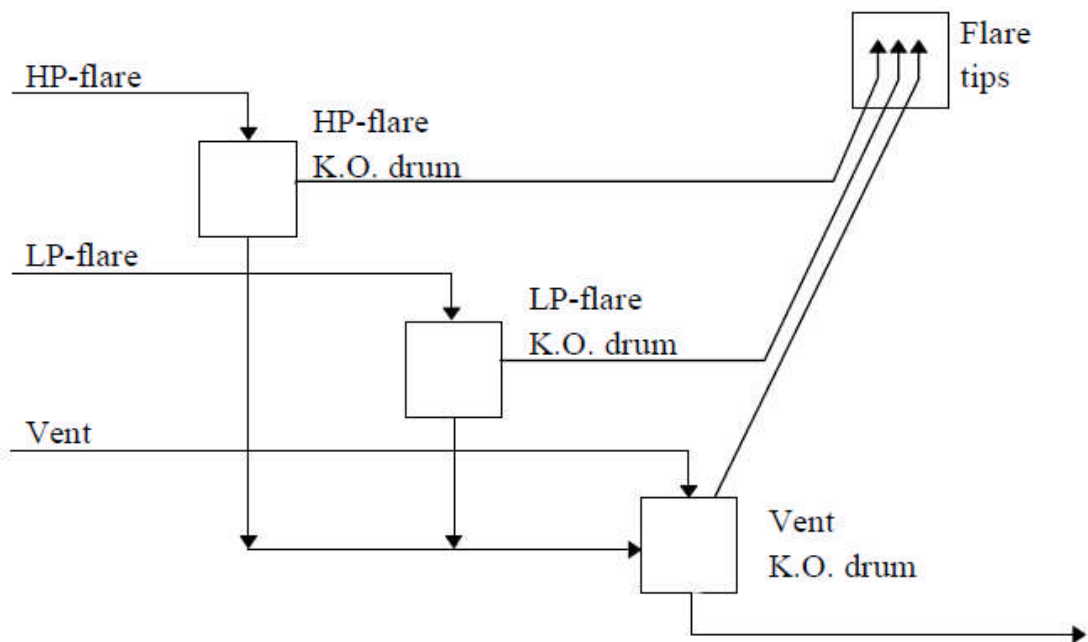 Flare
tips
HP-flare
HP-flare
K.O. drum
LP-flare
LP-flare
K.O. drum
Vent
Vent
K.O. drum